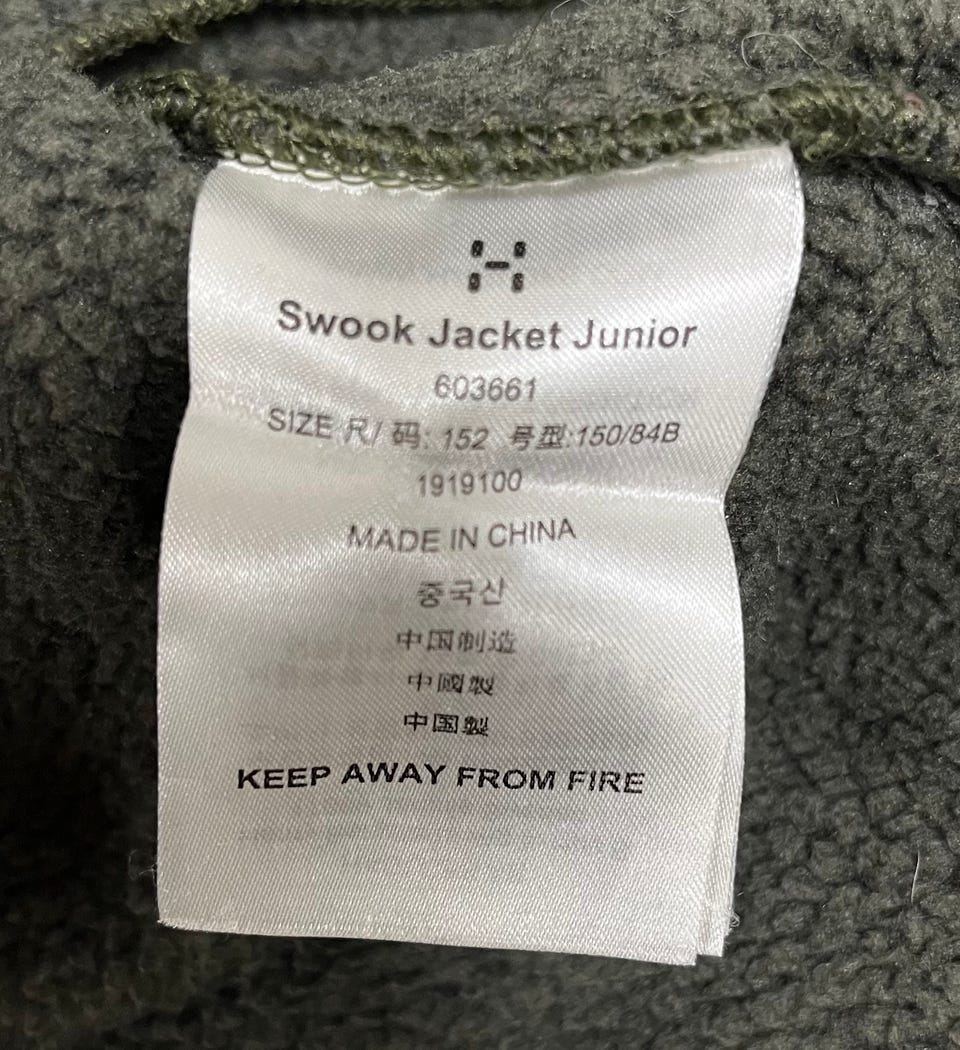 Swook Jacket Junior
603661
SIZE 尺/ 码: 152 号型:150/84B
1919100
MADE IN CHINA
중국산
中国制造
中國製
中国製
KEEP AWAY FROM FIRE